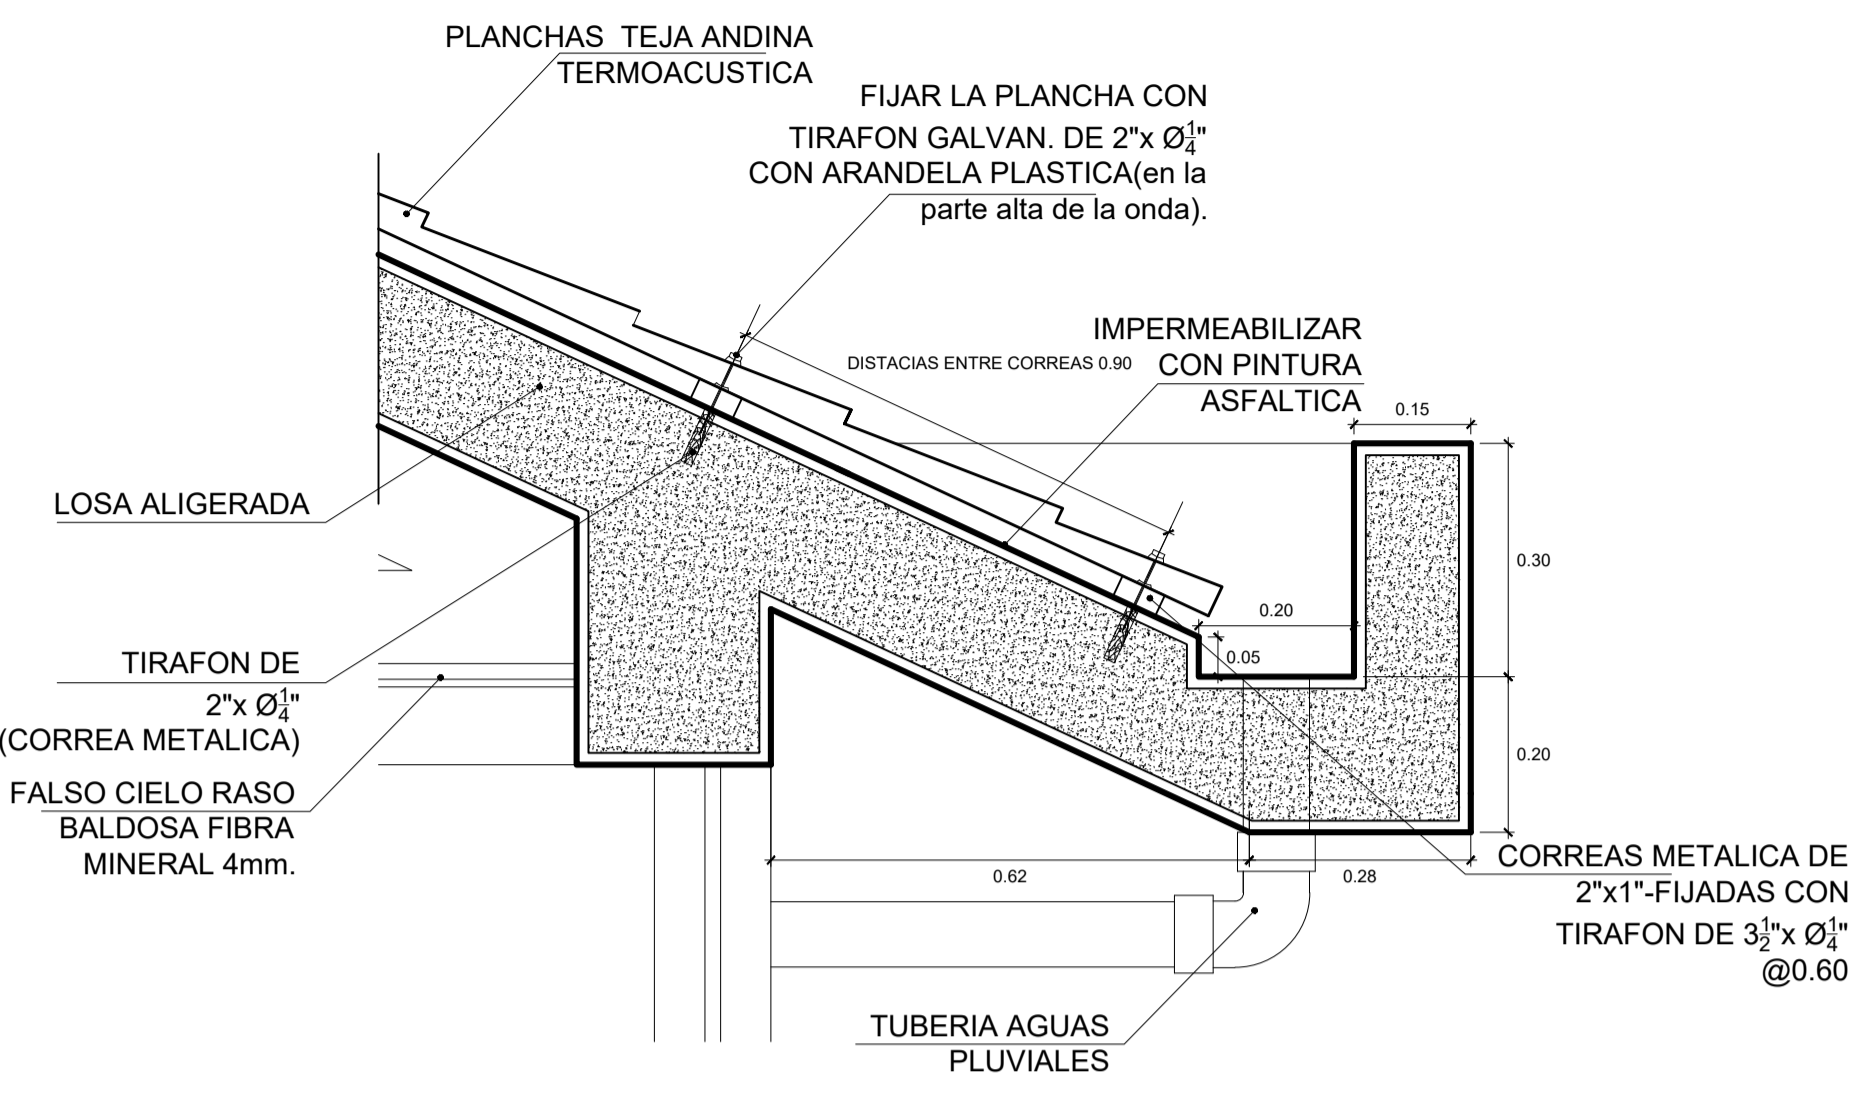 PLANCHAS TEJA ANDINA
TERMOACUSTICA
FIJAR LA PLANCHA CON
TIRAFON GALVAN. DE 2"x Ø1/4"
CON ARANDELA PLASTICA(en la
parte alta de la onda).
IMPERMEABILIZAR
CON PINTURA
ASFALTICA
DISTACIAS ENTRE CORREAS 0.90
0.15
LOSA ALIGERADA
0.30
0.20
0.05
TIRAFON DE
2"x Ø1/4"
(CORREA METALICA)
0.20
FALSO CIELO RASO
BALDOSA FIBRA
MINERAL 4mm.
0.62
0.28
CORREAS METALICA DE
2"x1"-FIJADAS CON
TIRAFON DE 3 1/2"x Ø1/4"
@0.60
TUBERIA AGUAS
PLUVIALES